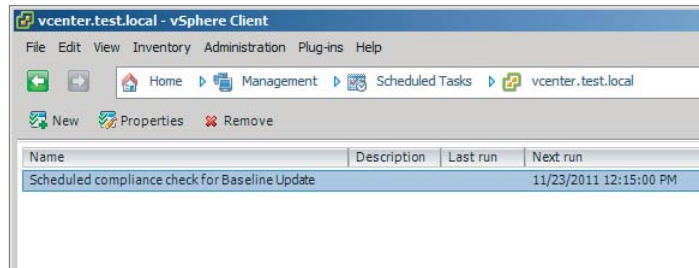 vcenter.test.local - vSphere Client
File Edit View Inventory Administration Plug-ins Help
Home Management Scheduled Tasks vcenter.test.local
New Properties Remove
Name Description Last run Next run
Scheduled compliance check for Baseline Update 11/23/2011 12:15:00 PM